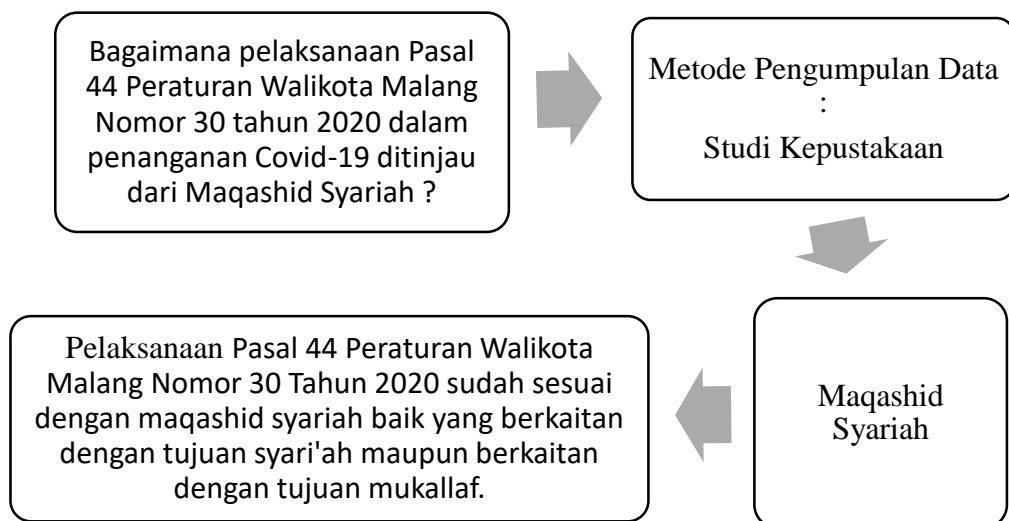 Bagaimana pelaksanaan Pasal
44 Peraturan Walikota Malang
Nomor 30 tahun 2020 dalam
penanganan Covid-19 ditinjau
dari Maqashid Syariah ?
Metode Pengumpulan Data
:
Studi Kepustakaan
Maqashid
Syariah
Pelaksanaan Pasal 44 Peraturan Walikota
Malang Nomor 30 Tahun 2020 sudah sesuai
dengan maqashid syariah baik yang berkaitan
dengan tujuan syari'ah maupun berkaitan
dengan tujuan mukallaf.